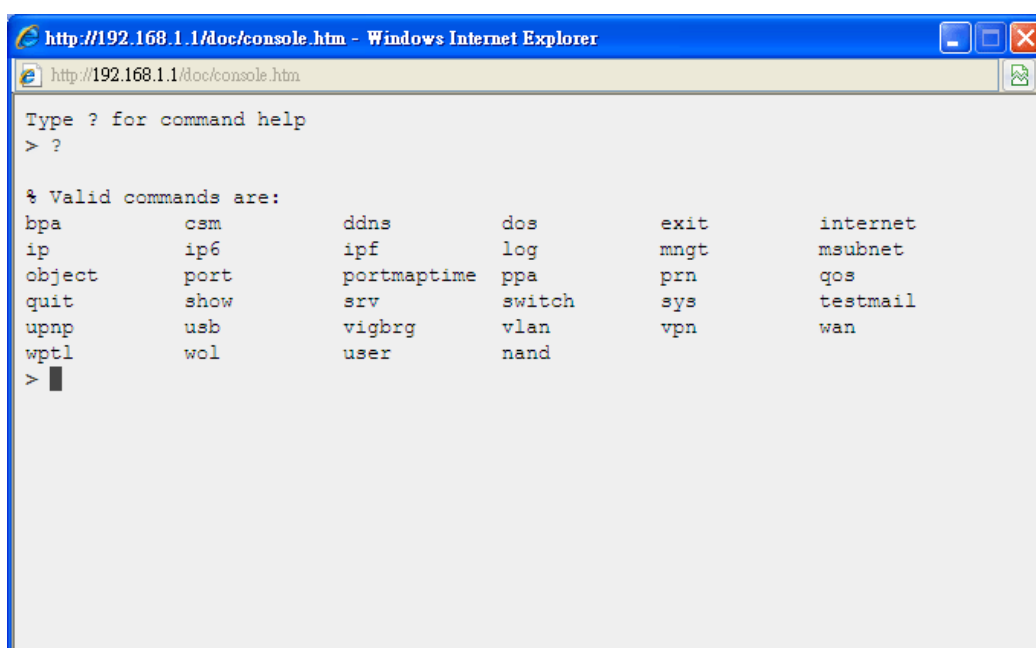 http://192.168.1.1/doc/console.htm - Windows Internet Explorer
http://192.168.1.1/doc/console.htm
Type ? for command help
> ?
% Valid commands are:
bpa csm ddns dos exit internet
ip ip6 ipf log mngt msubnet
object port portmaptime ppa prn qos
quit show srv switch sys testmail
upnp usb vigbrg vlan vpn wan
wptl wol user nand
>